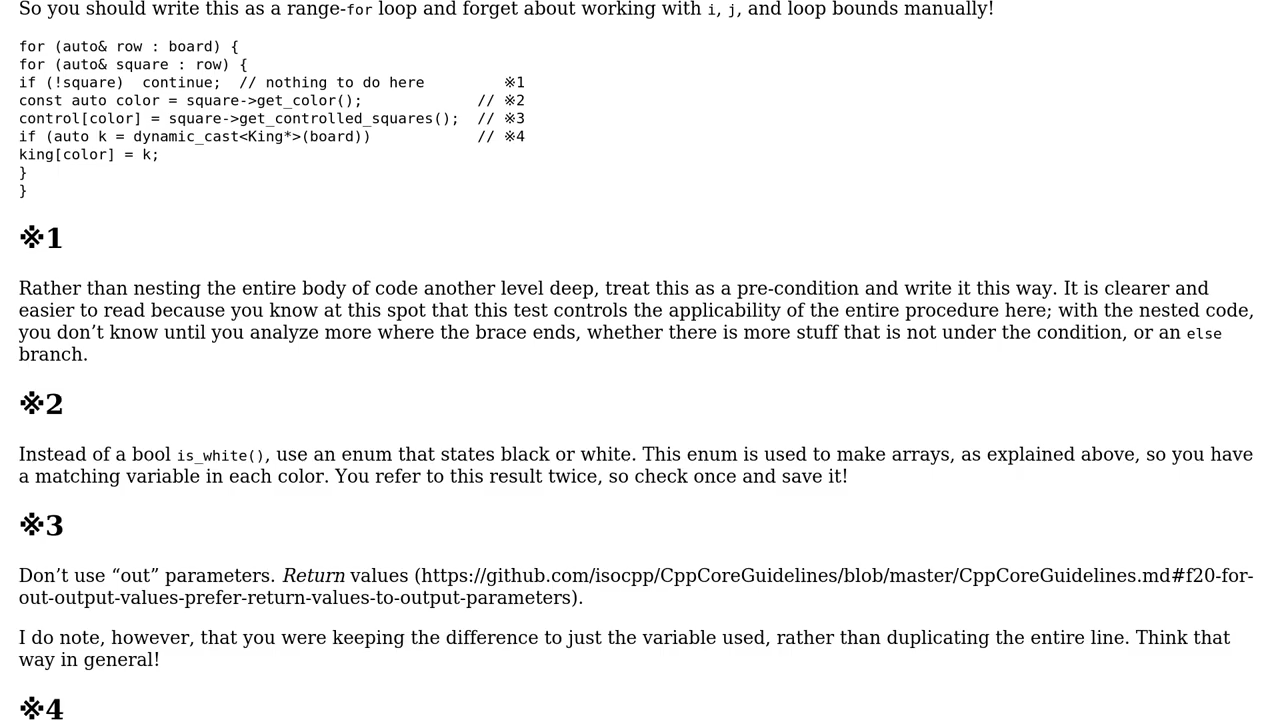 So you should write this as a range-for loop and forget about working with i, j, and loop bounds manually!
for (auto& row : board) {
for (auto& square : row) {
if (!square)  continue;  // nothing to do here         ※1
const auto color = square->get_color();             // ※2
control[color] = square->get_controlled_squares();  // ※3
if (auto k = dynamic_cast<King*>(board))            // ※4
king[color] = k;
}
}
※1
Rather than nesting the entire body of code another level deep, treat this as a pre-condition and write it this way. It is clearer and
easier to read because you know at this spot that this test controls the applicability of the entire procedure here; with the nested code,
you don’t know until you analyze more where the brace ends, whether there is more stuff that is not under the condition, or an else
branch.
※2
Instead of a bool is_white(), use an enum that states black or white. This enum is used to make arrays, as explained above, so you have
a matching variable in each color. You refer to this result twice, so check once and save it!
※3
Don’t use “out” parameters. Return values (https://github.com/isocpp/CppCoreGuidelines/blob/master/CppCoreGuidelines.md#f20-for-
out-output-values-prefer-return-values-to-output-parameters).
I do note, however, that you were keeping the difference to just the variable used, rather than duplicating the entire line. Think that
way in general!
※4